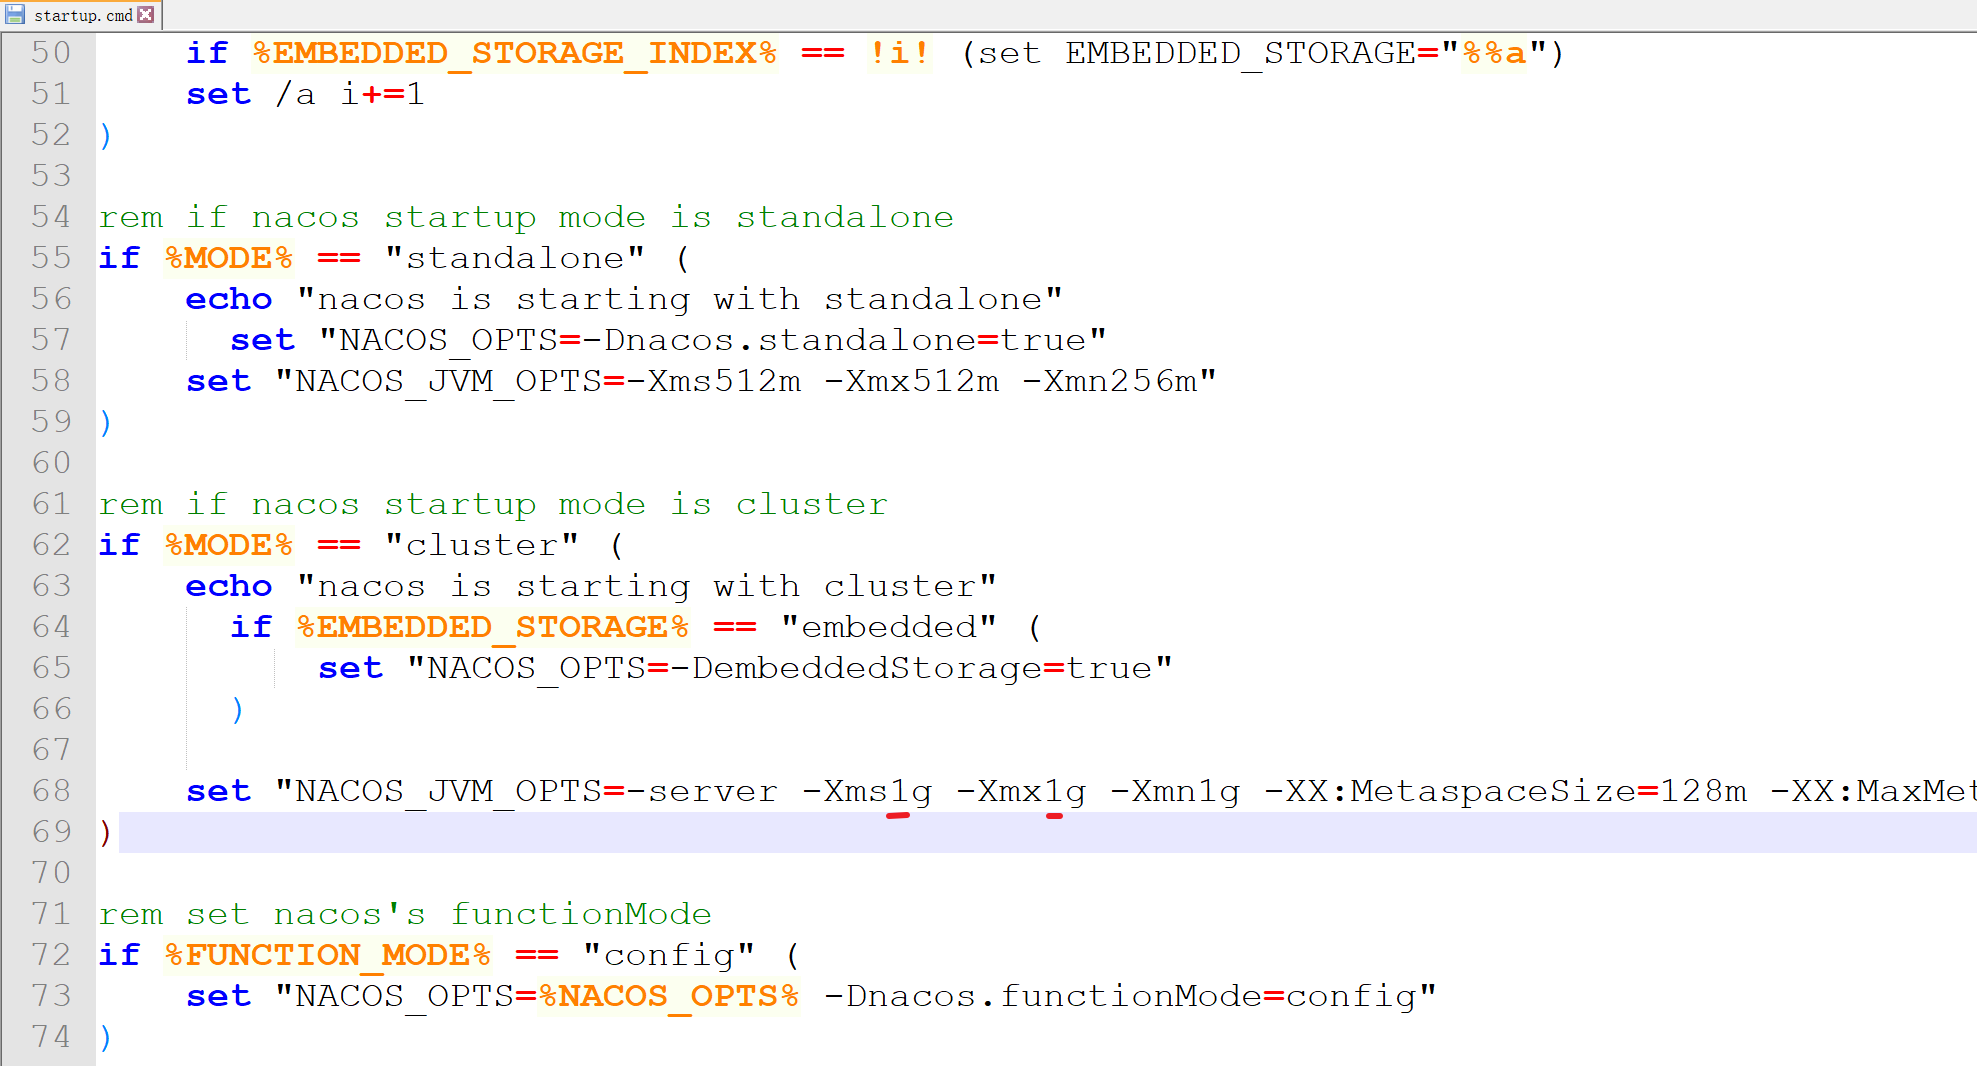 startup.cmd
50 if %EMBEDDED_STORAGE_INDEX% == !i! (set EMBEDDED_STORAGE="%%a")
51 set /a i+=1
52 )
53
54 rem if nacos startup mode is standalone
55 if %MODE% == "standalone" (
56 echo "nacos is starting with standalone"
57 set "NACOS_OPTS=-Dnacos.standalone=true"
58 set "NACOS_JVM_OPTS=-Xms512m -Xmx512m -Xmn256m"
59 )
60
61 rem if nacos startup mode is cluster
62 if %MODE% == "cluster" (
63 echo "nacos is starting with cluster"
64 if %EMBEDDED_STORAGE% == "embedded" (
65 set "NACOS_OPTS=-DembeddedStorage=true"
66 )
67
68 set "NACOS_JVM_OPTS=-server -Xms1g -Xmx1g -Xmn1g -XX:MetaspaceSize=128m -XX:MaxMet
69 )
70
71 rem set nacos's functionMode
72 if %FUNCTION_MODE% == "config" (
73 set "NACOS_OPTS=%NACOS_OPTS% -Dnacos.functionMode=config"
74 )